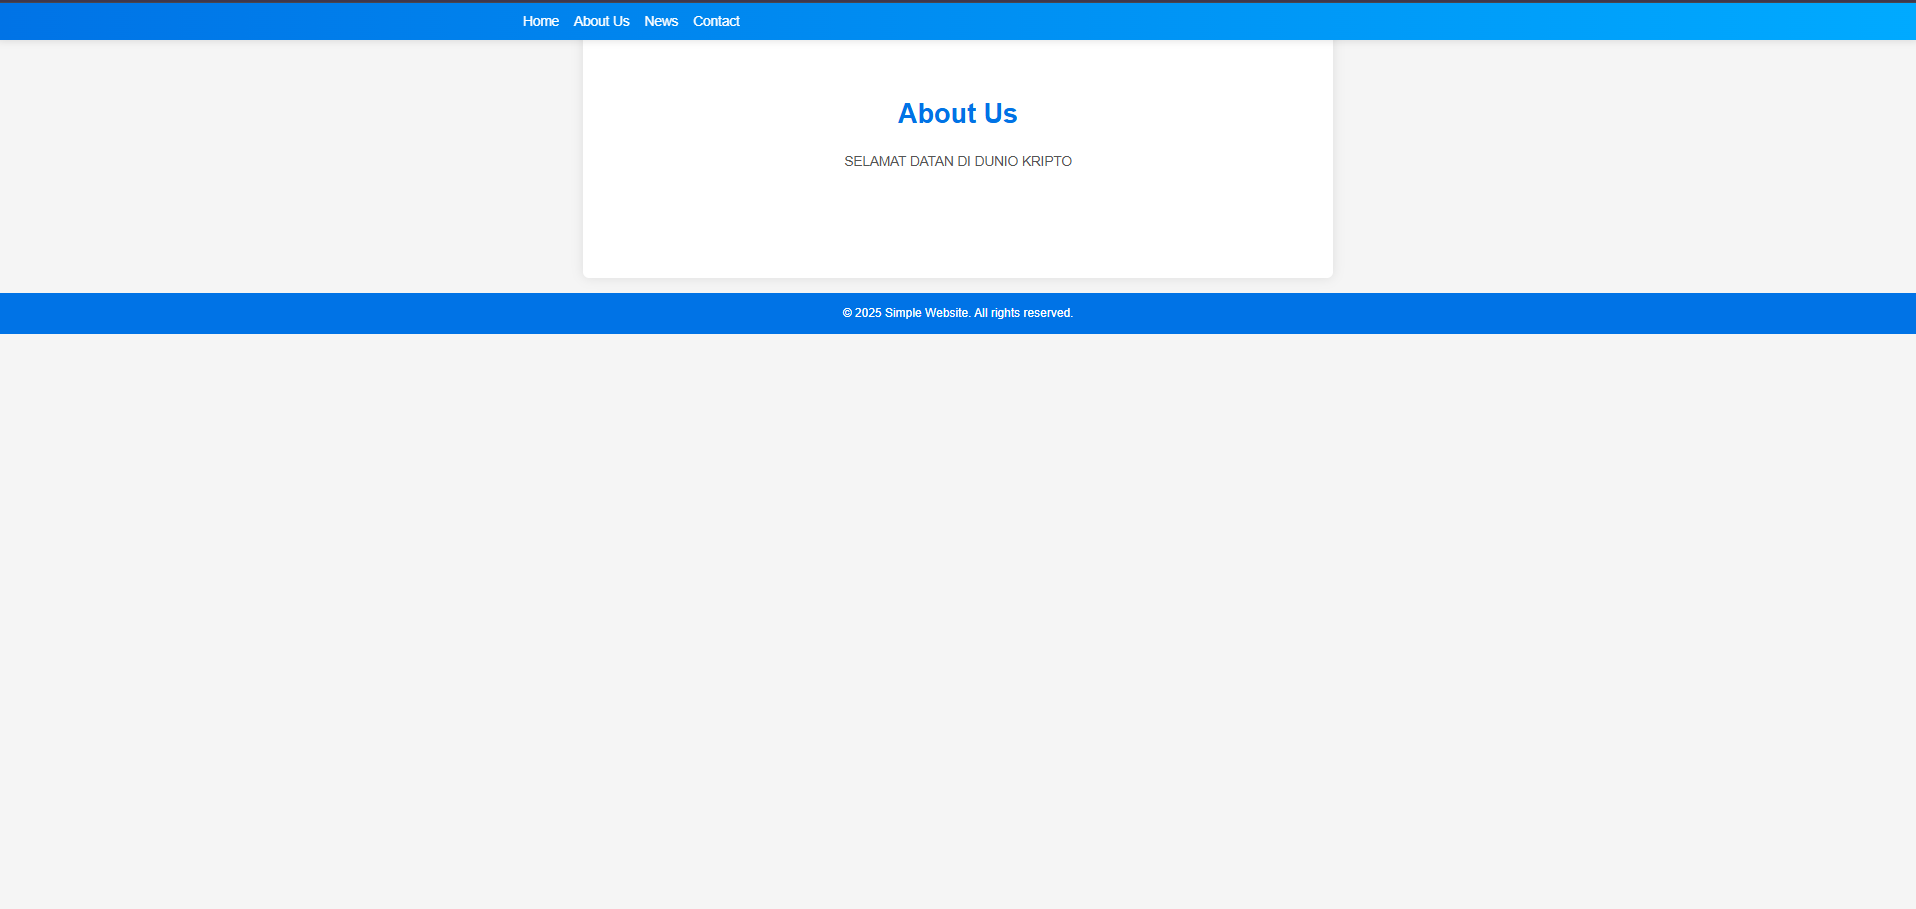 Home About Us News Contact
About Us
SELAMAT DATAN DI DUNIO KRIPTO
© 2025 Simple Website. All rights reserved.